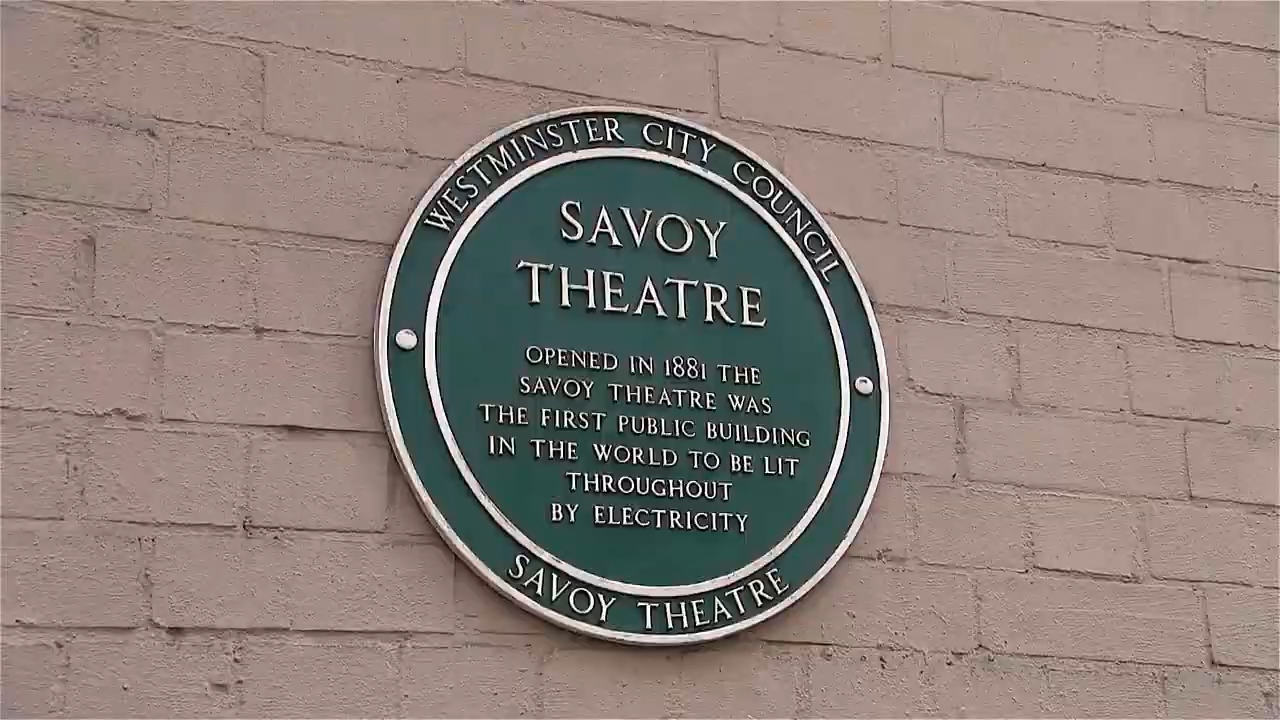 WESTMINSTER CITY COUNCIL
SAVOY
THEATRE
OPENED IN 1881 THE
SAVOY THEATRE WAS
THE FIRST PUBLIC BUILDING
IN THE WORLD TO BE LIT
THROUGHOUT
BY ELECTRICITY
SAVOY THEATRE